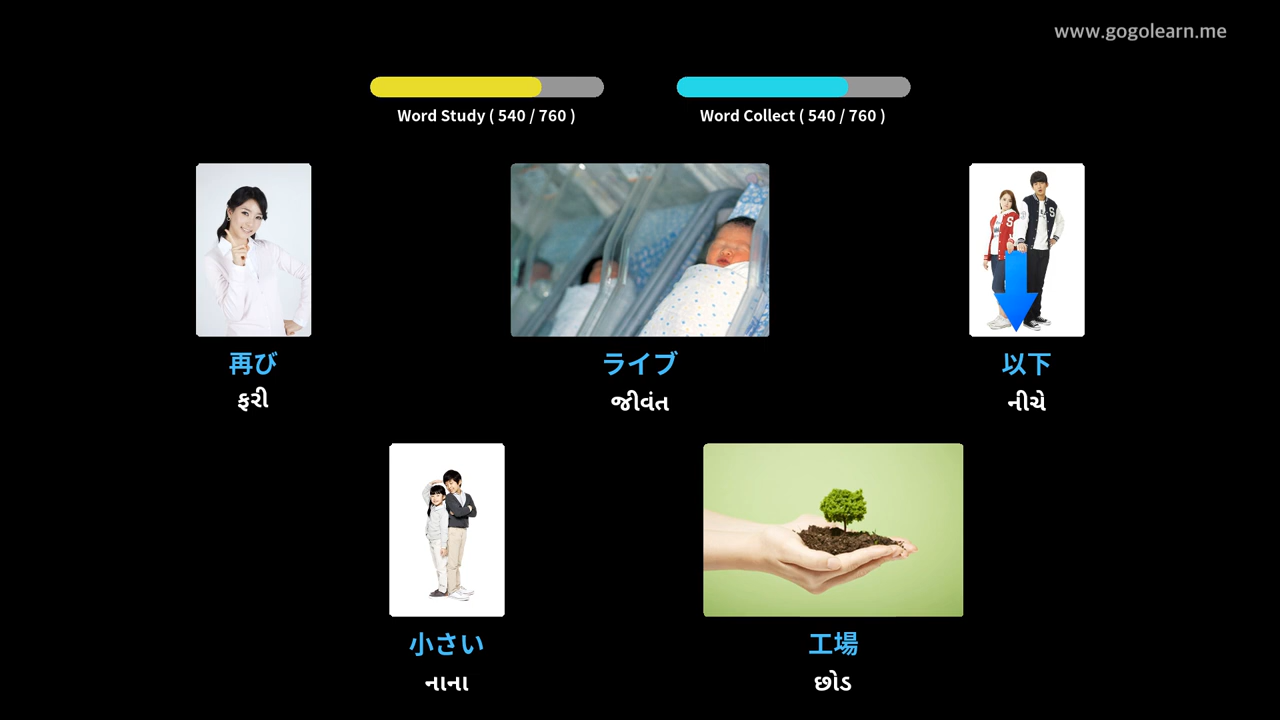 www.gogolearn.me
Word Study ( 540 / 760 )
Word Collect ( 540 / 760 )
再び
ફરી
ライブ
જીવંત
以下
નીચે
小さい
નાના
工場
છોડ